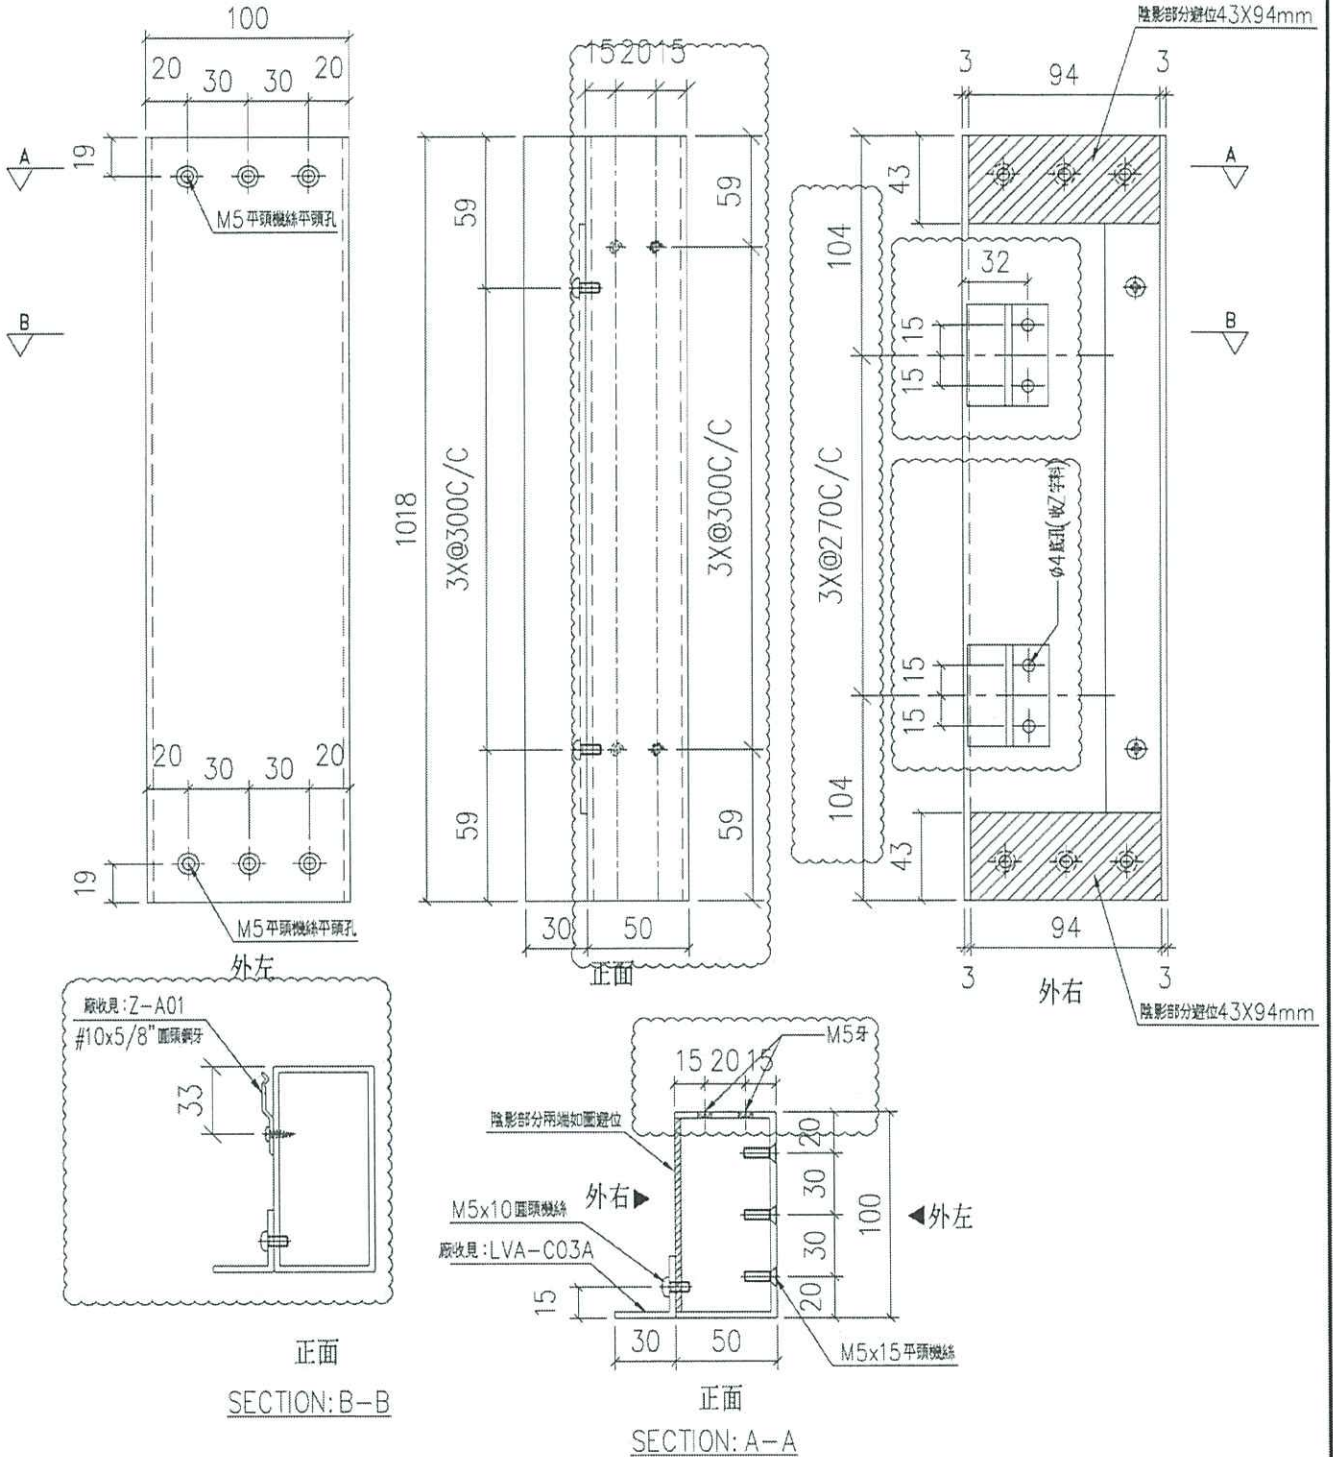 陰影部分避位43X94mm
100
20 30 30 20
15 20 15
3 94 3
A
19
M5平頭機絲平頭孔
59
59
104
43
A
32
B
15
15
B
1018
3X@300C/C
3X@300C/C
3X@270C/C
φ4底孔(收Z字料)
15
15
20 30 30 20
59
59
104
43
19
M5平頭機絲平頭孔
外左
30 50
正面
94
3 3
外右
陰影部分避位43X94mm
廠收見:Z-A01
#10x5/8"圓頭鋼牙
33
正面
SECTION:B-B
M5牙
15 20 15
陰影部分兩端如圖避位
外右
M5x10圓頭機絲
廠收見:LVA-C03A
15
20
30
30
20
100
外左
30 50
M5x15平頭機絲
正面
SECTION:A-A